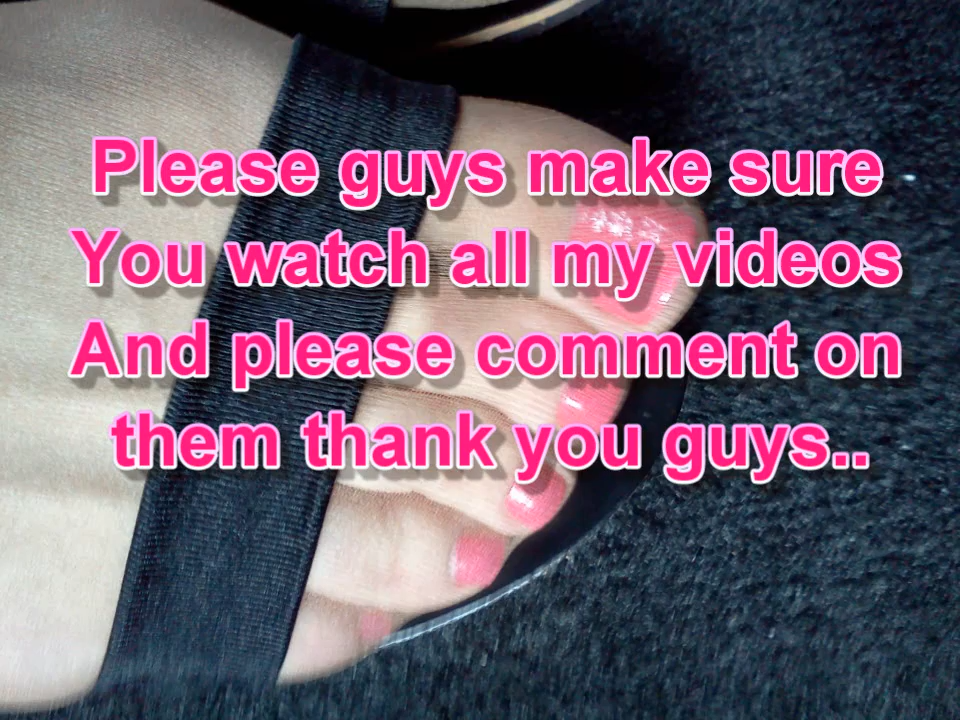 Please guys make sure
You watch all my videos
And please comment on
them thank you guys..